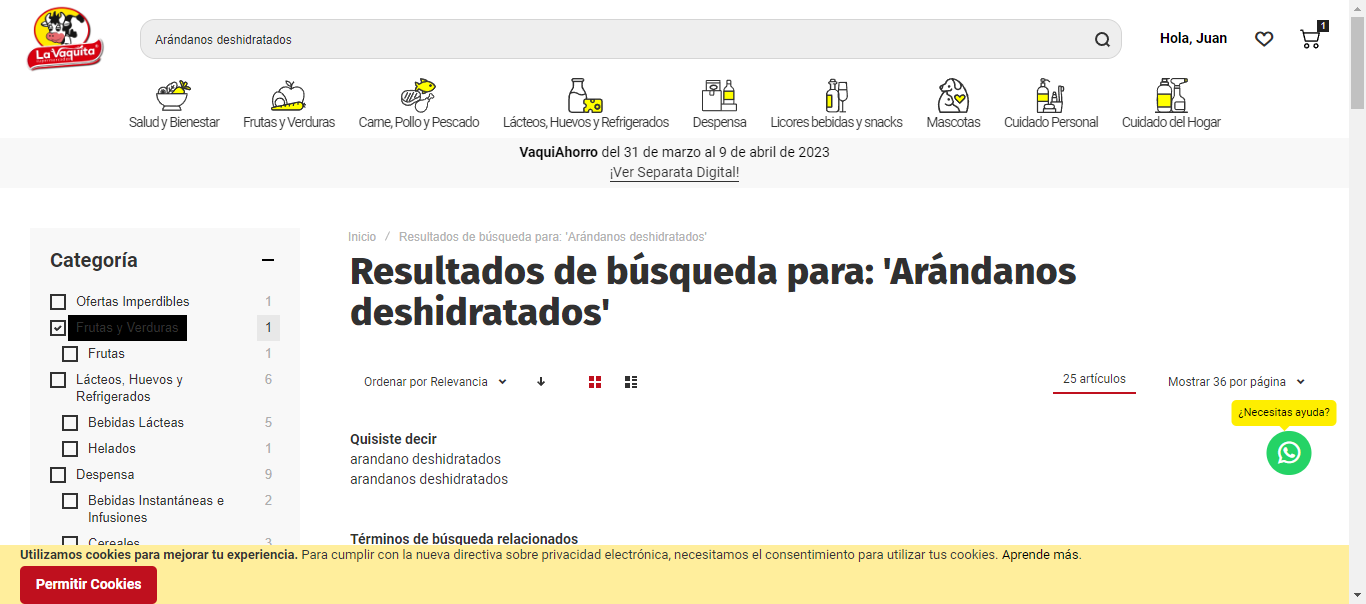 La Vaquita
Supermercados
Arándanos deshidratados
Hola, Juan
1
Salud y Bienestar
Frutas y Verduras
Carne, Pollo y Pescado
Lácteos, Huevos y Refrigerados
Despensa
Licores bebidas y snacks
Mascotas
Cuidado Personal
Cuidado del Hogar
VaquiAhorro del 31 de marzo al 9 de abril de 2023
¡Ver Separata Digital!
Categoría
Ofertas Imperdibles 1
Frutas y Verduras 1
Frutas 1
Lácteos, Huevos y 6
Refrigerados
Bebidas Lácteas 5
Helados 1
Despensa 9
Bebidas Instantáneas e 2
Infusiones
Cereales 3
Inicio / Resultados de búsqueda para: 'Arándanos deshidratados'
Resultados de búsqueda para: 'Arándanos
deshidratados'
Ordenar por Relevancia
25 artículos
Mostrar 36 por página
¿Necesitas ayuda?
Quisiste decir
arandano deshidratados
arandanos deshidratados
Términos de búsqueda relacionados
Utilizamos cookies para mejorar tu experiencia. Para cumplir con la nueva directiva sobre privacidad electrónica, necesitamos el consentimiento para utilizar tus cookies. Aprende más.
Permitir Cookies